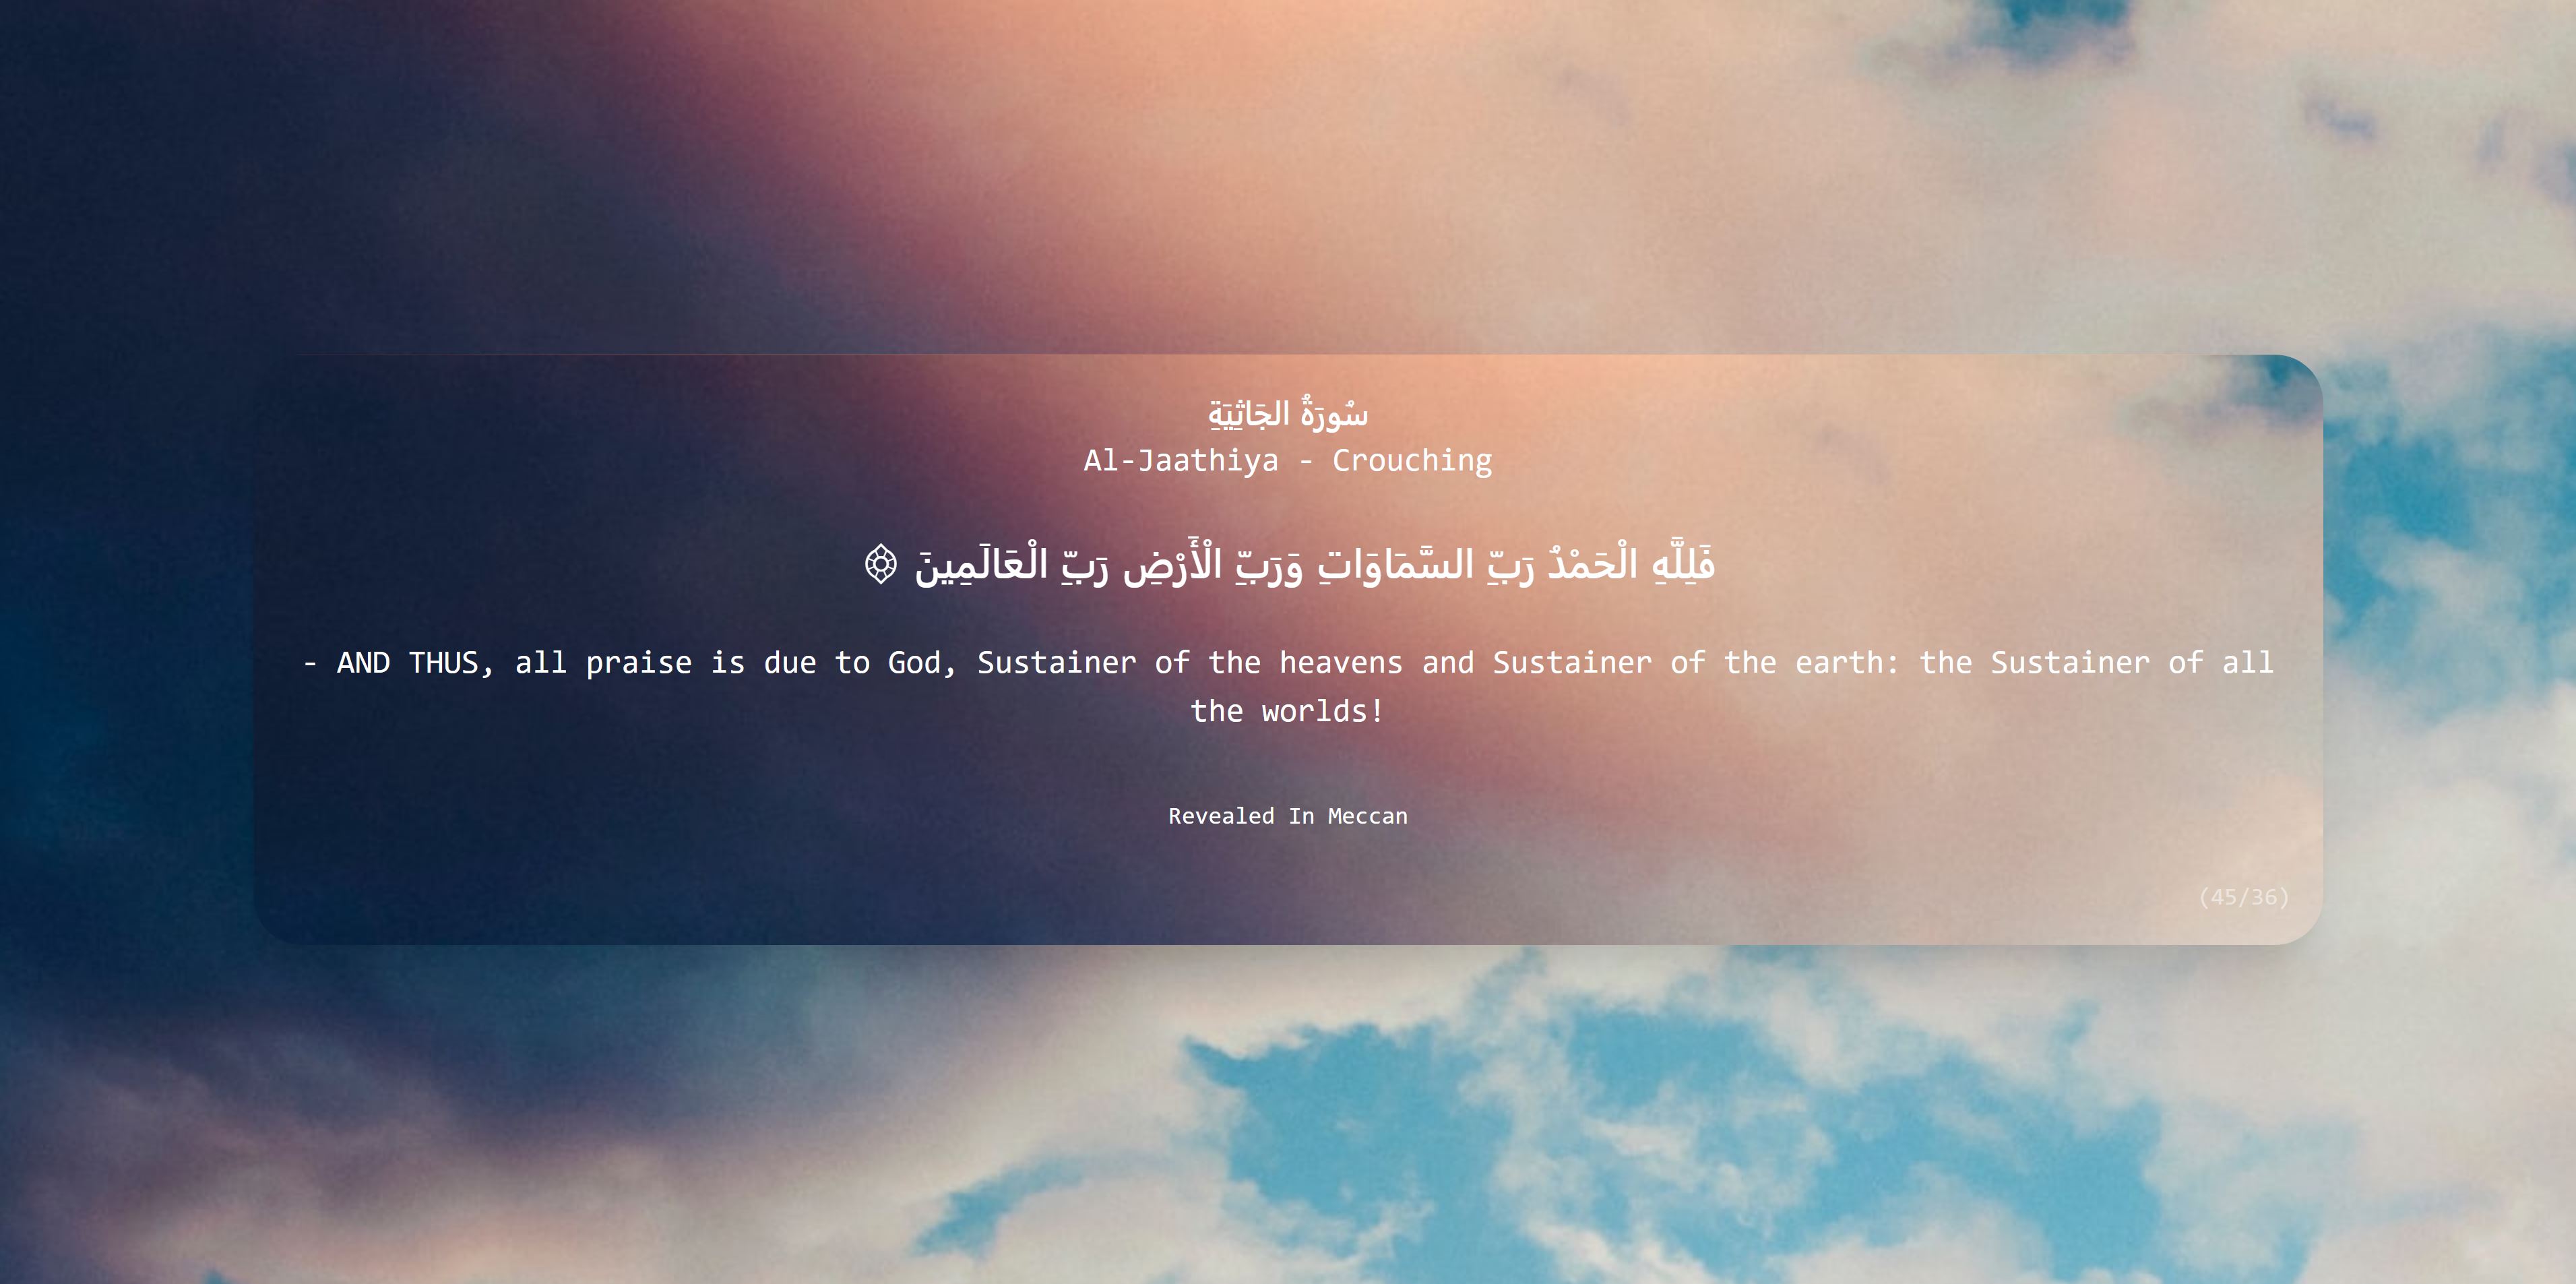 سُورَةُ الجَاثِيَةِ
Al-Jaathiya - Crouching
فَلِلَّهِ الْحَمْدُ رَبِّ السَّمَاوَاتِ وَرَبِّ الْأَرْضِ رَبِّ الْعَالَمِينَ ۞
- AND THUS, all praise is due to God, Sustainer of the heavens and Sustainer of the earth: the Sustainer of all
the worlds!
Revealed In Meccan
(45/36)